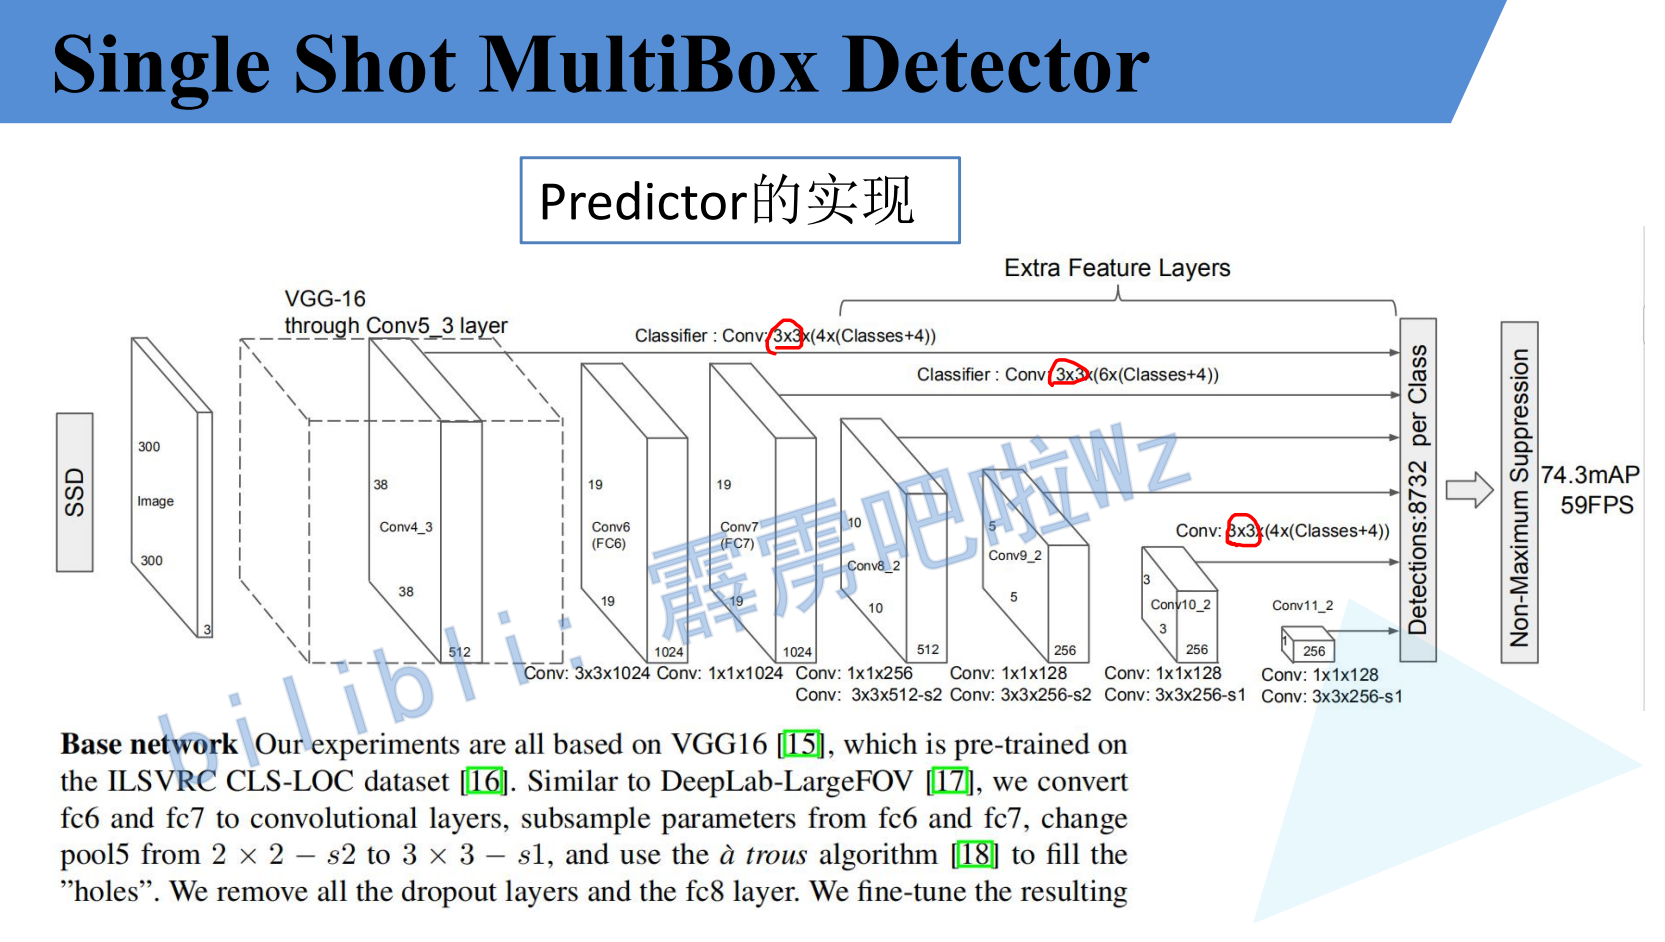 Single Shot MultiBox Detector
Predictor的实现
Extra Feature Layers
VGG-16
through Conv5_3 layer
Classifier : Conv: 3x3x(4x(Classes+4))
Classifier : Conv: 3x3x(6x(Classes+4))
SSD
300
Image
300
3
38
Conv4_3
38
512
19
Conv6
(FC6)
19
1024
19
Conv7
(FC7)
19
1024
10
Conv8_2
10
512
5
Conv9_2
5
256
Conv: 3x3x(4x(Classes+4))
3
Conv10_2
3
256
Conv11_2
1
256
Detections:8732 per Class
Non-Maximum Suppression
74.3mAP
59FPS
Conv: 3x3x1024
Conv: 1x1x1024
Conv: 1x1x256
Conv: 3x3x512-s2
Conv: 1x1x128
Conv: 3x3x256-s2
Conv: 1x1x128
Conv: 3x3x256-s1
Conv: 1x1x128
Conv: 3x3x256-s1
bilibli: 霹雳吧啦Wz
Base network Our experiments are all based on VGG16 [15], which is pre-trained on
the ILSVRC CLS-LOC dataset [16]. Similar to DeepLab-LargeFOV [17], we convert
fc6 and fc7 to convolutional layers, subsample parameters from fc6 and fc7, change
pool5 from 2 × 2 − s2 to 3 × 3 − s1, and use the à trous algorithm [18] to fill the
”holes”. We remove all the dropout layers and the fc8 layer. We fine-tune the resulting